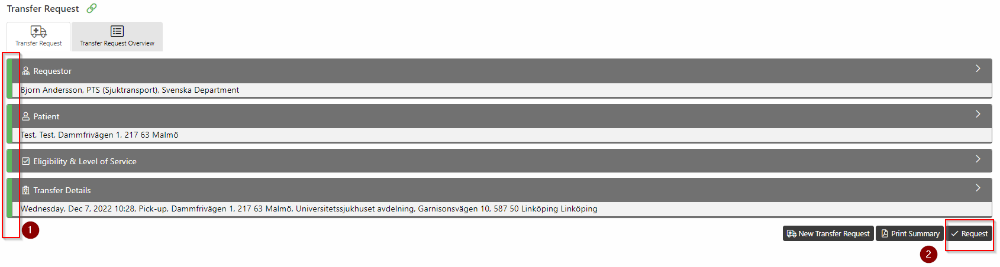 Transfer Request
Transfer Request
Transfer Request Overview
Requestor
Bjorn Andersson, PTS (Sjuktransport), Svenska Department
Patient
Test, Test, Dammfrivägen 1, 217 63 Malmö
Eligibility & Level of Service
Transfer Details
Wednesday, Dec 7, 2022 10:28, Pick-up, Dammfrivägen 1, 217 63 Malmö, Universitetssjukhuset avdelning, Garnisonsvägen 10, 587 50 Linköping Linköping
1
New Transfer Request
Print Summary
Request
2